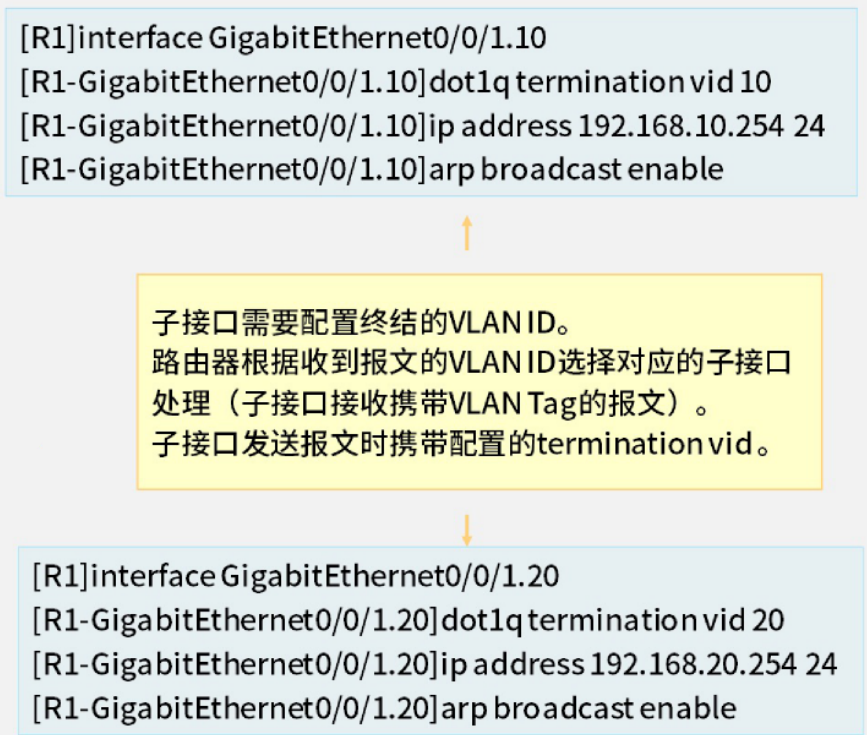 [R1]interface GigabitEthernet0/0/1.10
[R1-GigabitEthernet0/0/1.10]dot1q termination vid 10
[R1-GigabitEthernet0/0/1.10]ip address 192.168.10.254 24
[R1-GigabitEthernet0/0/1.10]arp broadcast enable
子接口需要配置终结的VLAN ID。
路由器根据收到报文的VLAN ID选择对应的子接口
处理（子接口接收携带VLAN Tag的报文）。
子接口发送报文时携带配置的termination vid。
[R1]interface GigabitEthernet0/0/1.20
[R1-GigabitEthernet0/0/1.20]dot1q termination vid 20
[R1-GigabitEthernet0/0/1.20]ip address 192.168.20.254 24
[R1-GigabitEthernet0/0/1.20]arp broadcast enable